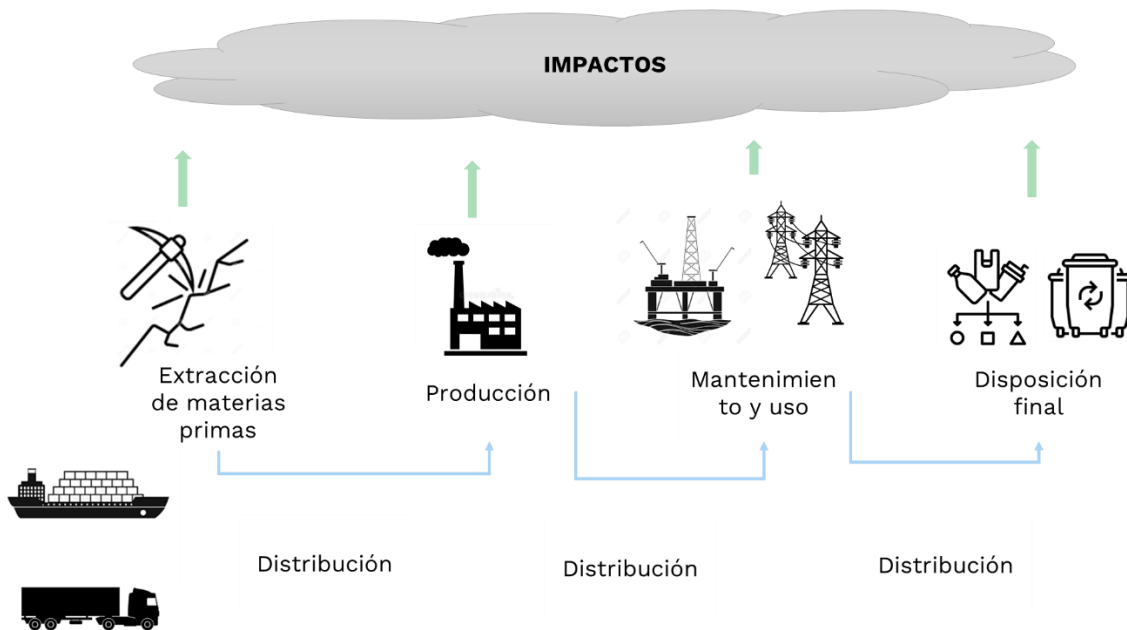 IMPACTOS
Extracción
de materias
primas
Producción
Mantenimien
to y uso
Disposición
final
Distribución
Distribución
Distribución